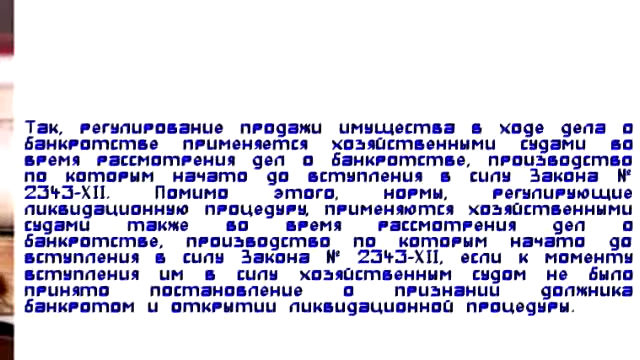 Так, регулирование продажи имущества в ходе дела о
банкротстве применяется хозяйственными судами во
время рассмотрения дел о банкротстве, производство
по которым начато до вступления в силу Закона №
2343-XII. Помимо этого, нормы, регулирующие
ликвидационную процедуру, применяются хозяйственными
судами также во время рассмотрения дел о
банкротстве, производство по которым начато до
вступления в силу Закона № 2343-XII, если к моменту
вступления им в силу хозяйственным судом не было
принято постановление о признании должника
банкротом и открытии ликвидационной процедуры.